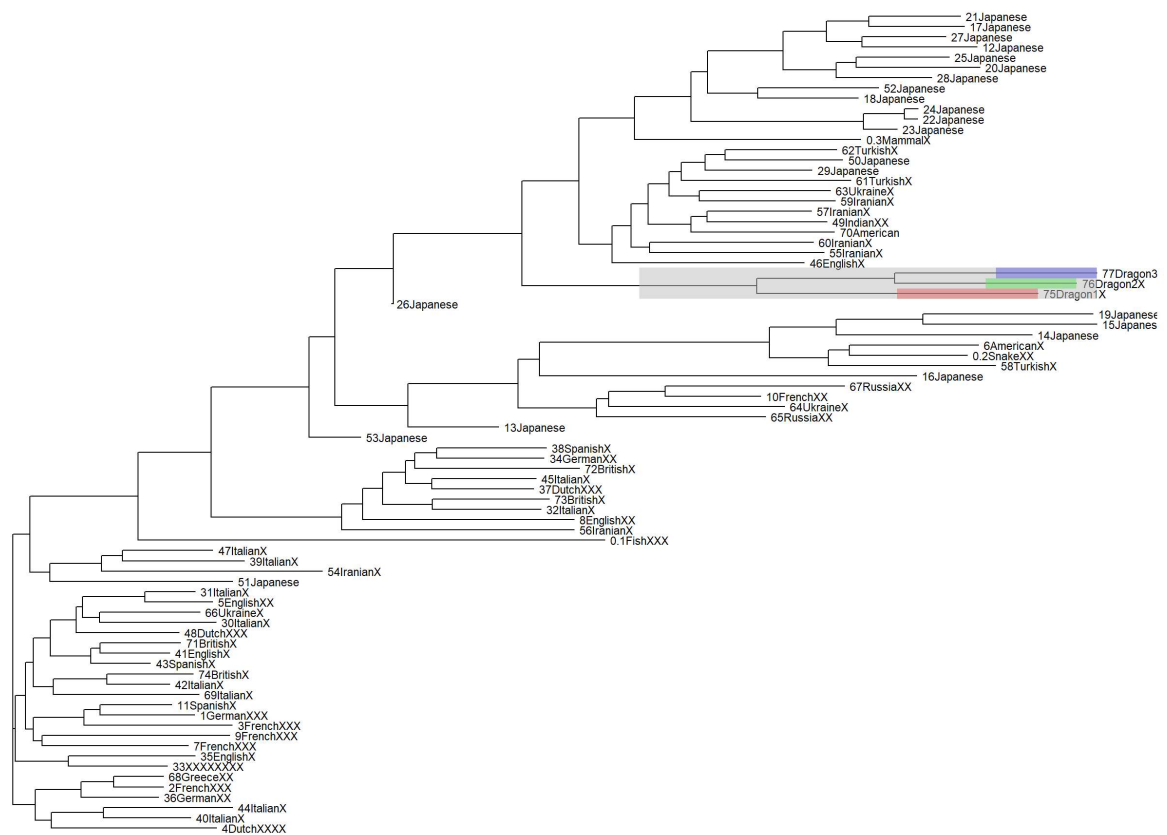 21Japanese
17Japanese
27Japanese
12Japanese
25Japanese
20Japanese
28Japanese
52Japanese
18Japanese
24Japanese
22Japanese
23Japanese
0.3MammalX
62TurkishX
50Japanese
29Japanese
61TurkishX
63UkraineX
59IranianX
57IranianX
49IndianXX
70American
60IranianX
55IranianX
46EnglishX
77Dragon3
76Dragon2X
75Dragon1X
26Japanese
19Japanese
15Japanes
14Japanese
6AmericanX
0.2SnakeXX
58TurkishX
16Japanese
67RussiaXX
10FrenchXX
64UkraineX
65RussiaXX
13Japanese
53Japanese
38SpanishX
34GermanXX
72BritishX
45ItalianX
37DutchXXX
73BritishX
32ItalianX
8EnglishXX
56IranianX
0.1FishXXX
47ItalianX
39ItalianX
54IranianX
51Japanese
31ItalianX
5EnglishXX
66UkraineX
30ItalianX
48DutchXXX
71BritishX
41EnglishX
43SpanishX
74BritishX
42ItalianX
69ItalianX
11SpanishX
1GermanXXX
3FrenchXXX
9FrenchXXX
7FrenchXXX
35EnglishX
33XXXXXXXX
68GreeceXX
2FrenchXXX
36GermanXX
44ItalianX
40ItalianX
4DutchXXXX